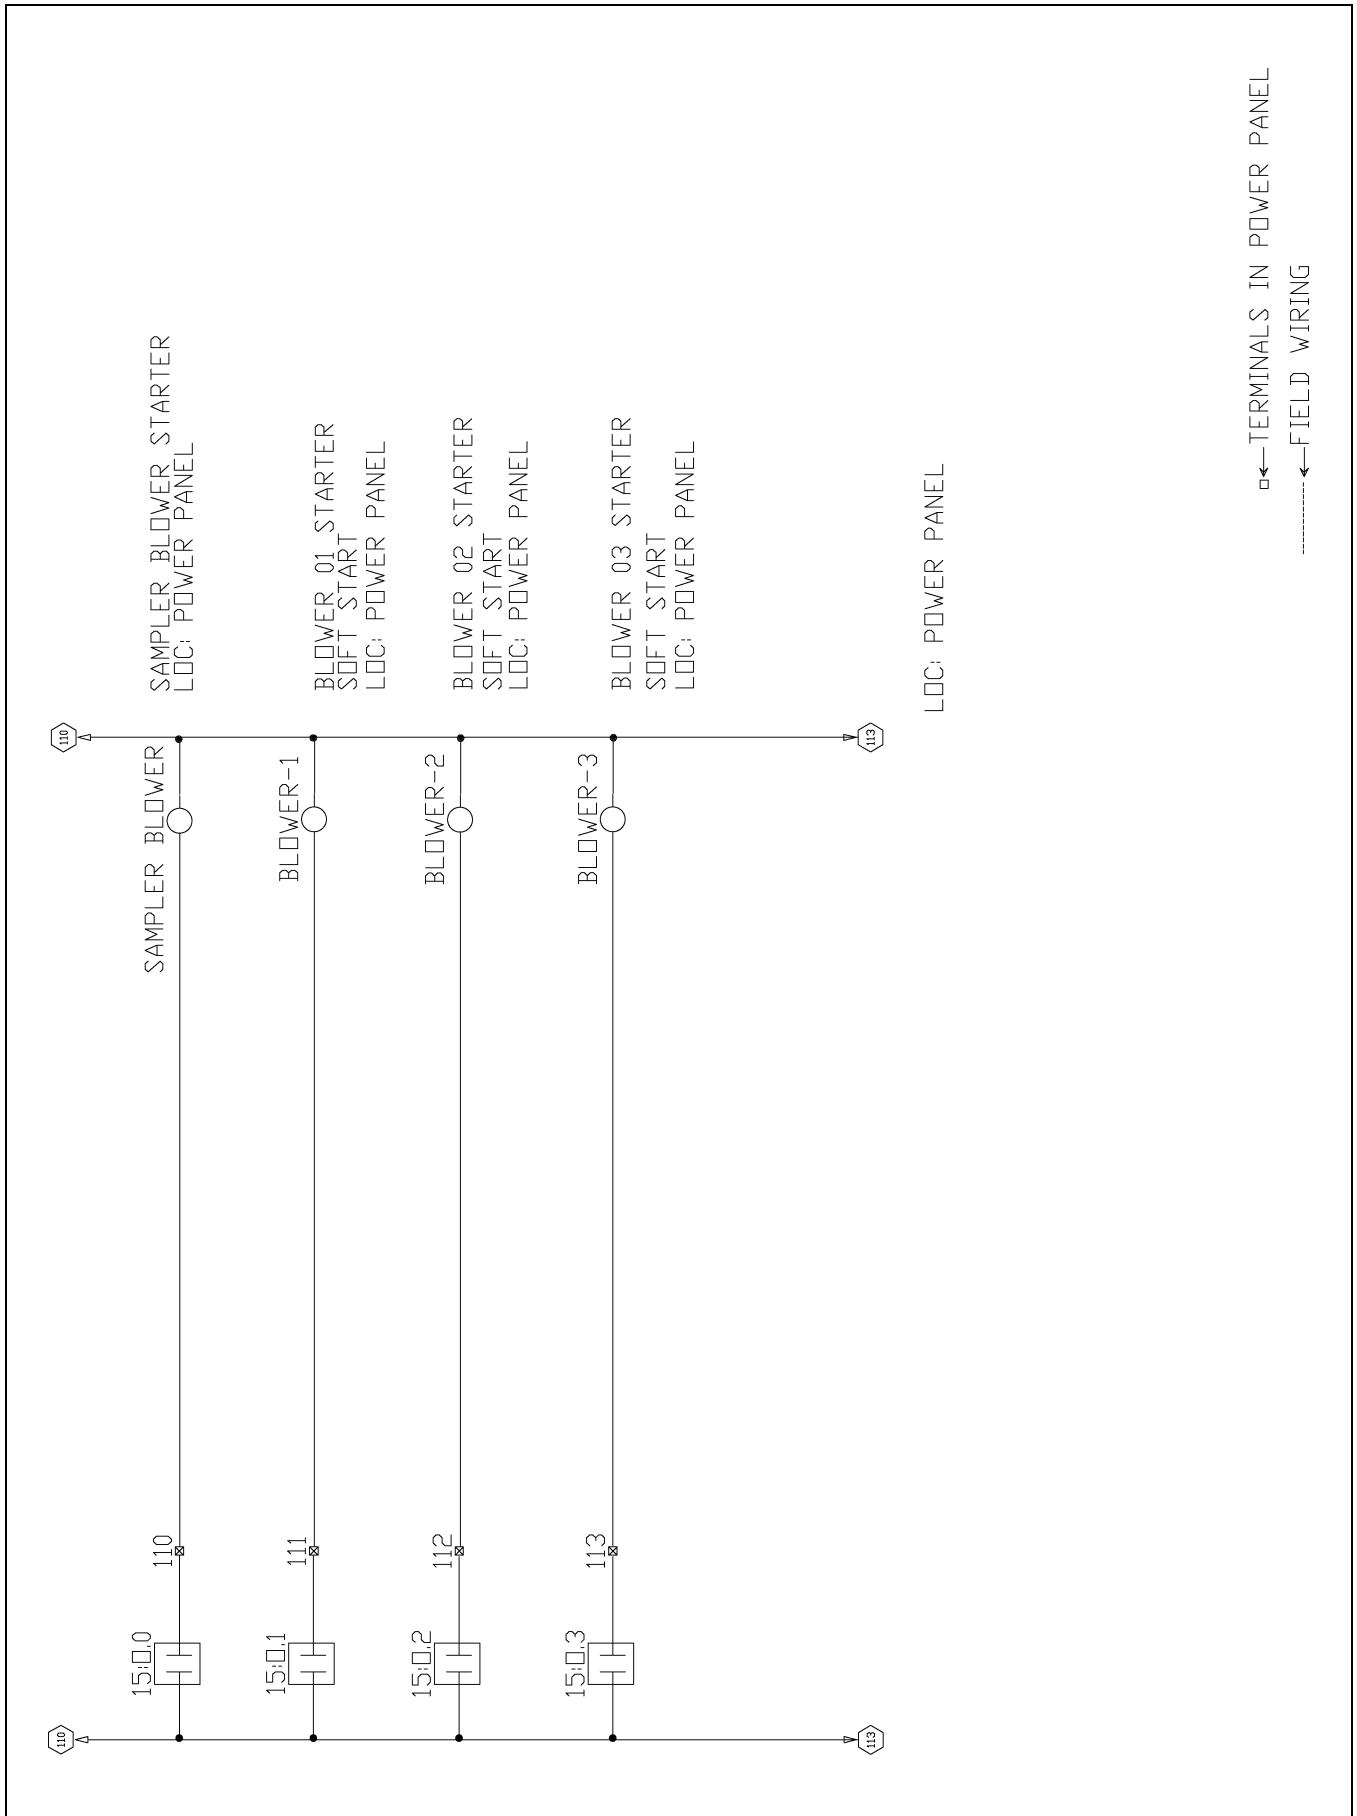 110
110
15:O.0
110
SAMPLER BLOWER
SAMPLER BLOWER STARTER
LOC: POWER PANEL
15:O.1
111
BLOWER-1
BLOWER 01 STARTER
SOFT START
LOC: POWER PANEL
15:O.2
112
BLOWER-2
BLOWER 02 STARTER
SOFT START
LOC: POWER PANEL
15:O.3
113
BLOWER-3
BLOWER 03 STARTER
SOFT START
LOC: POWER PANEL
113
113
LOC: POWER PANEL
TERMINALS IN POWER PANEL
FIELD WIRING